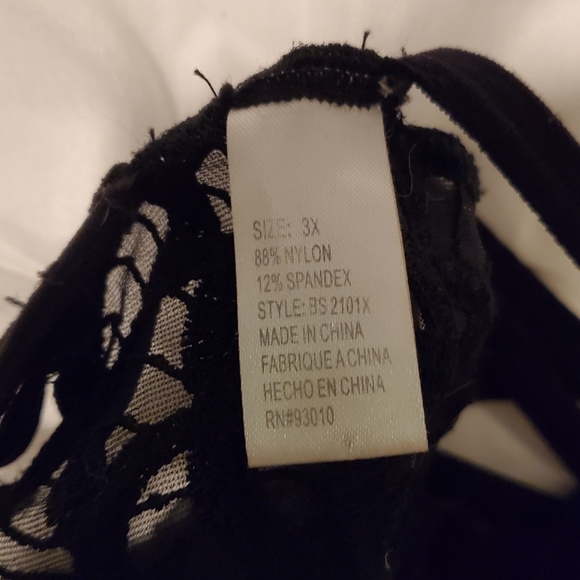 SIZE: 3X
88% NYLON
12% SPANDEX
STYLE: BS 2101X
MADE IN CHINA
FABRIQUE A CHINA
HECHO EN CHINA
RN#93010